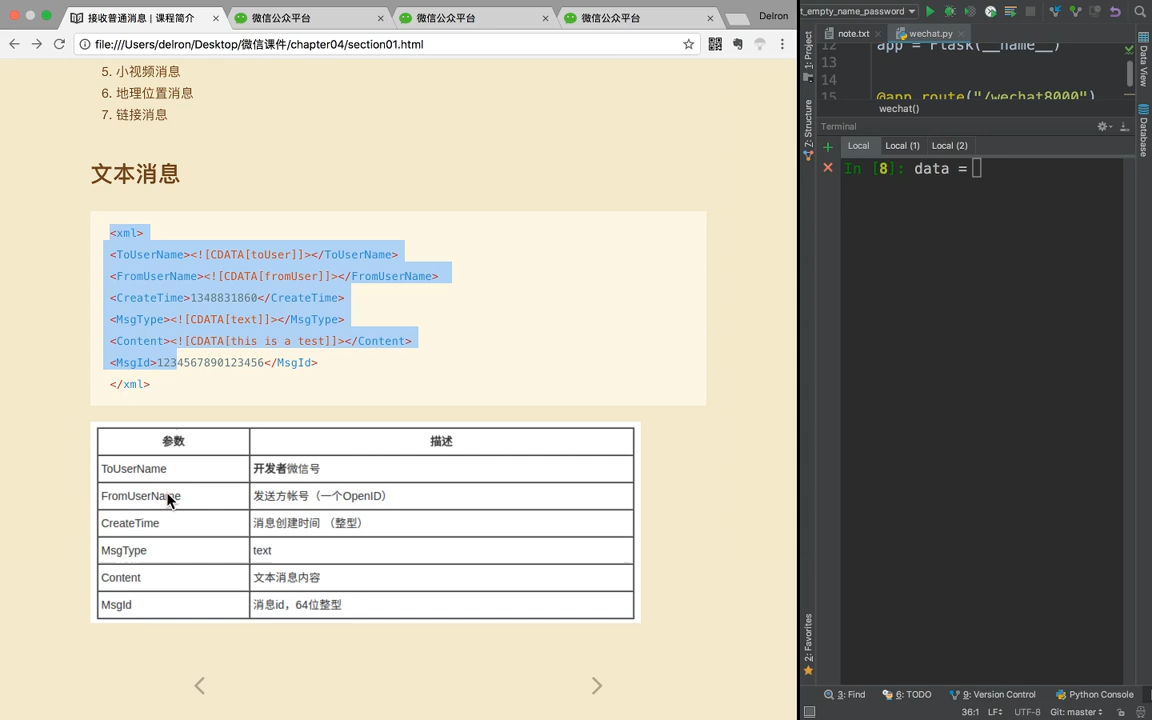 接收普通消息 | 课程简介
微信公众平台
微信公众平台
微信公众平台
Delron
file:///Users/delron/Desktop/微信课件/chapter04/section01.html
5. 小视频消息
6. 地理位置消息
7. 链接消息
文本消息
<xml>
<ToUserName><![CDATA[toUser]]></ToUserName>
<FromUserName><![CDATA[fromUser]]></FromUserName>
<CreateTime>1348831860</CreateTime>
<MsgType><![CDATA[text]]></MsgType>
<Content><![CDATA[this is a test]]></Content>
<MsgId>1234567890123456</MsgId>
</xml>
参数 描述
ToUserName 开发者微信号
FromUserName 发送方帐号（一个OpenID）
CreateTime 消息创建时间 （整型）
MsgType text
Content 文本消息内容
MsgId 消息id，64位整型
t_empty_name_password
note.txt
wechat.py
12 app = Flask(__name__)
13
14
15 @app.route("/wechat8000")
wechat()
Terminal
Local Local (1) Local (2)
In [8]: data =
1: Project
7: Structure
2: Favorites
Data View
Database
3: Find 6: TODO 9: Version Control Python Console
36:1 LF UTF-8 Git: master